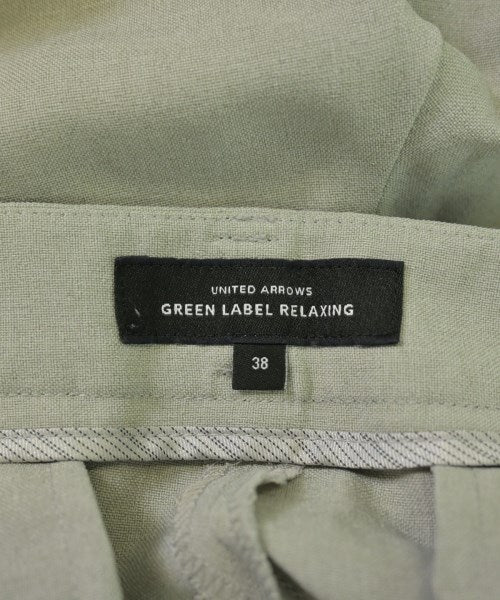 UNITED ARROWS
GREEN LABEL RELAXING
38